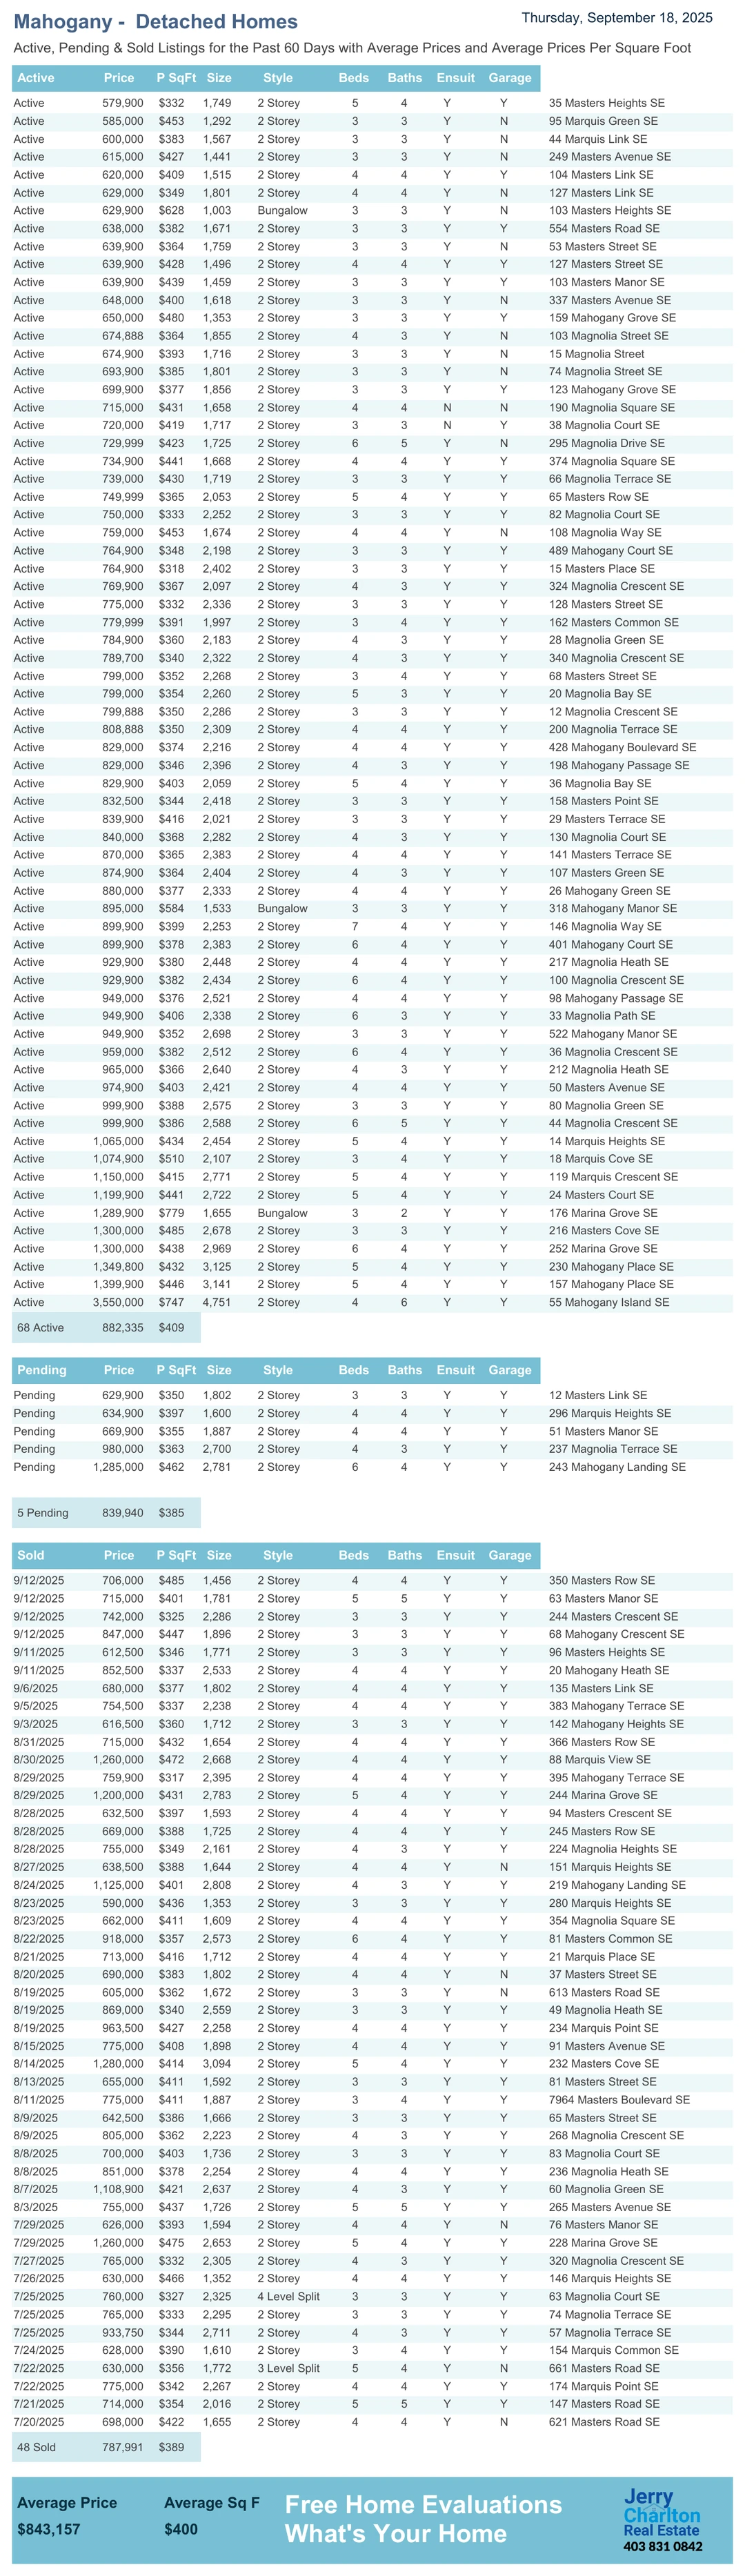 Mahogany - Detached Homes
Thursday, September 18, 2025
Active, Pending & Sold Listings for the Past 60 Days with Average Prices and Average Prices Per Square Foot
Active Price P SqFt Size Style Beds Baths Ensuit Garage
Active 579,900 $332 1,749 2 Storey 5 4 Y Y 35 Masters Heights SE
Active 585,000 $453 1,292 2 Storey 3 3 Y N 95 Marquis Green SE
Active 600,000 $383 1,567 2 Storey 3 3 Y N 44 Marquis Link SE
Active 615,000 $427 1,441 2 Storey 3 3 Y N 249 Masters Avenue SE
Active 620,000 $409 1,515 2 Storey 4 4 Y Y 104 Masters Link SE
Active 629,000 $349 1,801 2 Storey 4 4 Y N 127 Masters Link SE
Active 629,900 $628 1,003 Bungalow 3 3 Y N 103 Masters Heights SE
Active 638,000 $382 1,671 2 Storey 3 3 Y Y 554 Masters Road SE
Active 639,900 $364 1,759 2 Storey 3 3 Y N 53 Masters Street SE
Active 639,900 $428 1,496 2 Storey 4 4 Y Y 127 Masters Street SE
Active 639,900 $439 1,459 2 Storey 3 3 Y Y 103 Masters Manor SE
Active 648,000 $400 1,618 2 Storey 3 3 Y N 337 Masters Avenue SE
Active 650,000 $480 1,353 2 Storey 3 3 Y Y 159 Mahogany Grove SE
Active 674,888 $364 1,855 2 Storey 4 3 Y N 103 Magnolia Street SE
Active 674,900 $393 1,716 2 Storey 3 3 Y N 15 Magnolia Street
Active 693,900 $385 1,801 2 Storey 3 3 Y N 74 Magnolia Street SE
Active 699,900 $377 1,856 2 Storey 3 3 Y Y 123 Mahogany Grove SE
Active 715,000 $431 1,658 2 Storey 4 4 N N 190 Magnolia Square SE
Active 720,000 $419 1,717 2 Storey 3 3 N Y 38 Magnolia Court SE
Active 729,999 $423 1,725 2 Storey 6 5 Y N 295 Magnolia Drive SE
Active 734,900 $441 1,668 2 Storey 4 4 Y Y 374 Magnolia Square SE
Active 739,000 $430 1,719 2 Storey 3 3 Y Y 66 Magnolia Terrace SE
Active 749,999 $365 2,053 2 Storey 5 4 Y Y 65 Masters Row SE
Active 750,000 $333 2,252 2 Storey 3 3 Y Y 82 Magnolia Court SE
Active 759,000 $453 1,674 2 Storey 4 4 Y N 108 Magnolia Way SE
Active 764,900 $348 2,198 2 Storey 3 3 Y Y 489 Mahogany Court SE
Active 764,900 $318 2,402 2 Storey 3 3 Y Y 15 Masters Place SE
Active 769,900 $367 2,097 2 Storey 4 3 Y Y 324 Magnolia Crescent SE
Active 775,000 $332 2,336 2 Storey 3 3 Y Y 128 Masters Street SE
Active 779,999 $391 1,997 2 Storey 3 4 Y Y 162 Masters Common SE
Active 784,900 $360 2,183 2 Storey 4 3 Y Y 28 Magnolia Green SE
Active 789,700 $340 2,322 2 Storey 4 3 Y Y 340 Magnolia Crescent SE
Active 799,000 $352 2,268 2 Storey 3 4 Y Y 68 Masters Street SE
Active 799,000 $354 2,260 2 Storey 5 3 Y Y 20 Magnolia Bay SE
Active 799,888 $350 2,286 2 Storey 3 3 Y Y 12 Magnolia Crescent SE
Active 808,888 $350 2,309 2 Storey 4 4 Y Y 200 Magnolia Terrace SE
Active 829,000 $374 2,216 2 Storey 4 4 Y Y 428 Mahogany Boulevard SE
Active 829,000 $346 2,396 2 Storey 4 3 Y Y 198 Mahogany Passage SE
Active 829,900 $403 2,059 2 Storey 5 4 Y Y 36 Magnolia Bay SE
Active 832,500 $344 2,418 2 Storey 3 3 Y Y 158 Masters Point SE
Active 839,900 $416 2,021 2 Storey 3 3 Y Y 29 Masters Terrace SE
Active 840,000 $368 2,282 2 Storey 4 3 Y Y 130 Magnolia Court SE
Active 870,000 $365 2,383 2 Storey 4 4 Y Y 141 Masters Terrace SE
Active 874,900 $364 2,404 2 Storey 4 3 Y Y 107 Masters Green SE
Active 880,000 $377 2,333 2 Storey 4 4 Y Y 26 Mahogany Green SE
Active 895,000 $584 1,533 Bungalow 3 3 Y Y 318 Mahogany Manor SE
Active 899,900 $399 2,253 2 Storey 7 4 Y Y 146 Magnolia Way SE
Active 899,900 $378 2,383 2 Storey 6 4 Y Y 401 Mahogany Court SE
Active 929,900 $380 2,448 2 Storey 4 4 Y Y 217 Magnolia Heath SE
Active 929,900 $382 2,434 2 Storey 6 4 Y Y 100 Magnolia Crescent SE
Active 949,000 $376 2,521 2 Storey 4 4 Y Y 98 Mahogany Passage SE
Active 949,900 $406 2,338 2 Storey 6 3 Y Y 33 Magnolia Path SE
Active 949,900 $352 2,698 2 Storey 3 3 Y Y 522 Mahogany Manor SE
Active 959,000 $382 2,512 2 Storey 6 4 Y Y 36 Magnolia Crescent SE
Active 965,000 $366 2,640 2 Storey 4 3 Y Y 212 Magnolia Heath SE
Active 974,900 $403 2,421 2 Storey 4 4 Y Y 50 Masters Avenue SE
Active 999,900 $388 2,575 2 Storey 3 3 Y Y 80 Magnolia Green SE
Active 999,900 $386 2,588 2 Storey 6 5 Y Y 44 Magnolia Crescent SE
Active 1,065,000 $434 2,454 2 Storey 5 4 Y Y 14 Marquis Heights SE
Active 1,074,900 $510 2,107 2 Storey 3 4 Y Y 18 Marquis Cove SE
Active 1,150,000 $415 2,771 2 Storey 5 4 Y Y 119 Marquis Crescent SE
Active 1,199,900 $441 2,722 2 Storey 5 4 Y Y 24 Masters Court SE
Active 1,289,900 $779 1,655 Bungalow 3 2 Y Y 176 Marina Grove SE
Active 1,300,000 $485 2,678 2 Storey 3 3 Y Y 216 Masters Cove SE
Active 1,300,000 $438 2,969 2 Storey 6 4 Y Y 252 Marina Grove SE
Active 1,349,800 $432 3,125 2 Storey 5 4 Y Y 230 Mahogany Place SE
Active 1,399,900 $446 3,141 2 Storey 5 4 Y Y 157 Mahogany Place SE
Active 3,550,000 $747 4,751 2 Storey 4 6 Y Y 55 Mahogany Island SE
68 Active 882,335 $409
Pending Price P SqFt Size Style Beds Baths Ensuit Garage
Pending 629,900 $350 1,802 2 Storey 3 3 Y Y 12 Masters Link SE
Pending 634,900 $397 1,600 2 Storey 4 4 Y Y 296 Marquis Heights SE
Pending 669,900 $355 1,887 2 Storey 4 4 Y Y 51 Masters Manor SE
Pending 980,000 $363 2,700 2 Storey 4 3 Y Y 237 Magnolia Terrace SE
Pending 1,285,000 $462 2,781 2 Storey 6 4 Y Y 243 Mahogany Landing SE
5 Pending 839,940 $385
Sold Price P SqFt Size Style Beds Baths Ensuit Garage
9/12/2025 706,000 $485 1,456 2 Storey 4 4 Y Y 350 Masters Row SE
9/12/2025 715,000 $401 1,781 2 Storey 5 5 Y Y 63 Masters Manor SE
9/12/2025 742,000 $325 2,286 2 Storey 3 3 Y Y 244 Masters Crescent SE
9/12/2025 847,000 $447 1,896 2 Storey 3 3 Y Y 68 Mahogany Crescent SE
9/11/2025 612,500 $346 1,771 2 Storey 3 3 Y Y 96 Masters Heights SE
9/11/2025 852,500 $337 2,533 2 Storey 4 4 Y Y 20 Mahogany Heath SE
9/6/2025 680,000 $377 1,802 2 Storey 4 4 Y Y 135 Masters Link SE
9/5/2025 754,500 $337 2,238 2 Storey 4 4 Y Y 383 Mahogany Terrace SE
9/3/2025 616,500 $360 1,712 2 Storey 3 3 Y Y 142 Mahogany Heights SE
8/31/2025 715,000 $432 1,654 2 Storey 4 4 Y Y 366 Masters Row SE
8/30/2025 1,260,000 $472 2,668 2 Storey 4 4 Y Y 88 Marquis View SE
8/29/2025 759,900 $317 2,395 2 Storey 4 4 Y Y 395 Mahogany Terrace SE
8/29/2025 1,200,000 $431 2,783 2 Storey 5 4 Y Y 244 Marina Grove SE
8/28/2025 632,500 $397 1,593 2 Storey 4 4 Y Y 94 Masters Crescent SE
8/28/2025 669,000 $388 1,725 2 Storey 4 4 Y Y 245 Masters Row SE
8/28/2025 755,000 $349 2,161 2 Storey 4 3 Y Y 224 Magnolia Heights SE
8/27/2025 638,500 $388 1,644 2 Storey 4 4 Y N 151 Marquis Heights SE
8/24/2025 1,125,000 $401 2,808 2 Storey 4 3 Y Y 219 Mahogany Landing SE
8/23/2025 590,000 $436 1,353 2 Storey 3 3 Y Y 280 Marquis Heights SE
8/23/2025 662,000 $411 1,609 2 Storey 4 4 Y Y 354 Magnolia Square SE
8/22/2025 918,000 $357 2,573 2 Storey 6 4 Y Y 81 Masters Common SE
8/21/2025 713,000 $416 1,712 2 Storey 4 4 Y Y 21 Marquis Place SE
8/20/2025 690,000 $383 1,802 2 Storey 4 4 Y N 37 Masters Street SE
8/19/2025 605,000 $362 1,672 2 Storey 3 3 Y N 613 Masters Road SE
8/19/2025 869,000 $340 2,559 2 Storey 3 3 Y Y 49 Magnolia Heath SE
8/19/2025 963,500 $427 2,258 2 Storey 4 4 Y Y 234 Marquis Point SE
8/15/2025 775,000 $408 1,898 2 Storey 4 4 Y Y 91 Masters Avenue SE
8/14/2025 1,280,000 $414 3,094 2 Storey 5 4 Y Y 232 Masters Cove SE
8/13/2025 655,000 $411 1,592 2 Storey 3 3 Y Y 81 Masters Street SE
8/11/2025 775,000 $411 1,887 2 Storey 3 4 Y Y 7964 Masters Boulevard SE
8/9/2025 642,500 $386 1,666 2 Storey 3 3 Y Y 65 Masters Street SE
8/9/2025 805,000 $362 2,223 2 Storey 4 3 Y Y 268 Magnolia Crescent SE
8/8/2025 700,000 $403 1,736 2 Storey 3 3 Y Y 83 Magnolia Court SE
8/8/2025 851,000 $378 2,254 2 Storey 4 4 Y Y 236 Magnolia Heath SE
8/7/2025 1,108,900 $421 2,637 2 Storey 4 3 Y Y 60 Magnolia Green SE
8/3/2025 755,000 $437 1,726 2 Storey 5 5 Y Y 265 Masters Avenue SE
7/29/2025 626,000 $393 1,594 2 Storey 4 4 Y N 76 Masters Manor SE
7/29/2025 1,260,000 $475 2,653 2 Storey 5 4 Y Y 228 Marina Grove SE
7/27/2025 765,000 $332 2,305 2 Storey 4 3 Y Y 320 Magnolia Crescent SE
7/26/2025 630,000 $466 1,352 2 Storey 4 4 Y Y 146 Marquis Heights SE
7/25/2025 760,000 $327 2,325 4 Level Split 3 3 Y Y 63 Magnolia Court SE
7/25/2025 765,000 $333 2,295 2 Storey 3 3 Y Y 74 Magnolia Terrace SE
7/25/2025 933,750 $344 2,711 2 Storey 4 3 Y Y 57 Magnolia Terrace SE
7/24/2025 628,000 $390 1,610 2 Storey 3 4 Y Y 154 Marquis Common SE
7/22/2025 630,000 $356 1,772 3 Level Split 5 4 Y N 661 Masters Road SE
7/22/2025 775,000 $342 2,267 2 Storey 4 4 Y Y 174 Marquis Point SE
7/21/2025 714,000 $354 2,016 2 Storey 5 5 Y Y 147 Masters Road SE
7/20/2025 698,000 $422 1,655 2 Storey 4 4 Y N 621 Masters Road SE
48 Sold 787,991 $389
Average Price Average Sq F
$843,157 $400
Free Home Evaluations
What's Your Home
Jerry
Charlton
Real Estate
403 831 0842